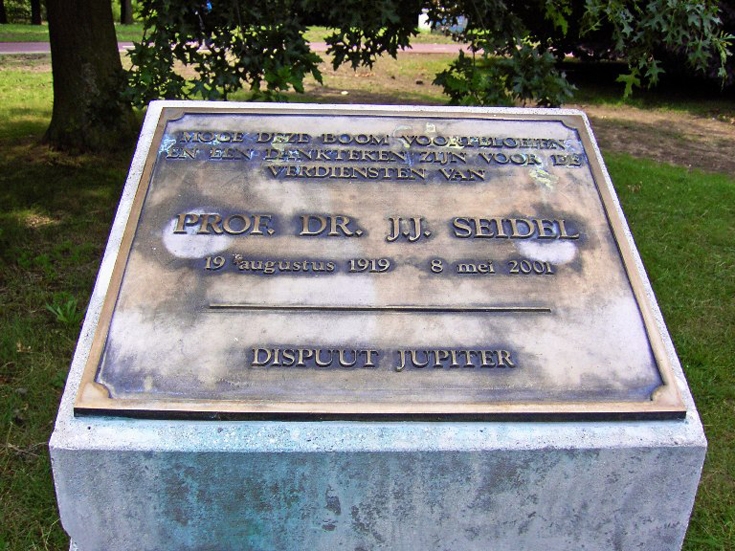 MOGE DEZE BOOM VOORTBLOEIEN
EN EEN DENKTEKEN ZIJN VOOR DE
VERDIENSTEN VAN
PROF. DR. J.J. SEIDEL
19 augustus 1919 8 mei 2001
DISPUUT JUPITER